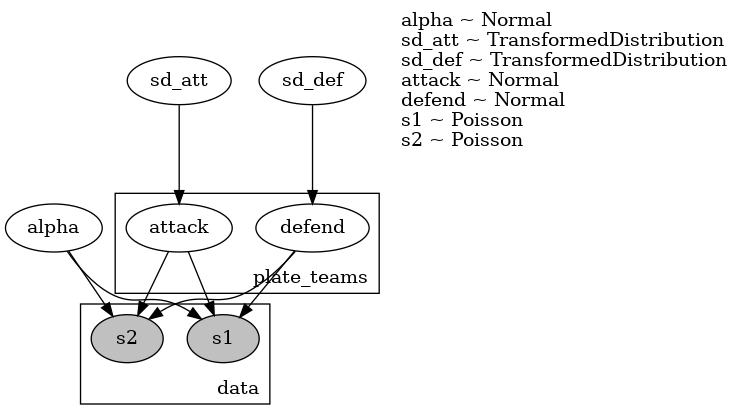 alpha ~ Normal
sd_att ~ TransformedDistribution
sd_def ~ TransformedDistribution
attack ~ Normal
defend ~ Normal
s1 ~ Poisson
s2 ~ Poisson
sd_att
sd_def
alpha
attack
defend
plate_teams
s2
s1
data